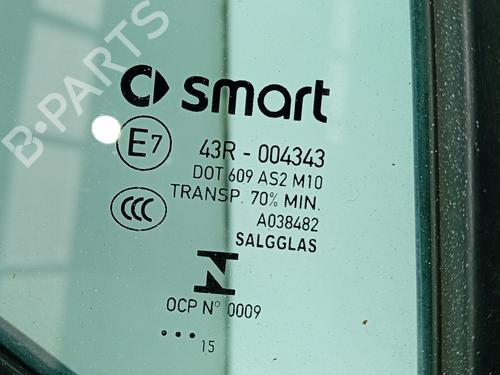 B-PARTS
smart
E7
43R - 004343
DOT 609 AS2 M10
TRANSP. 70% MIN.
CCC
A038482
SALGGLAS
N
OCP N° 0009
15